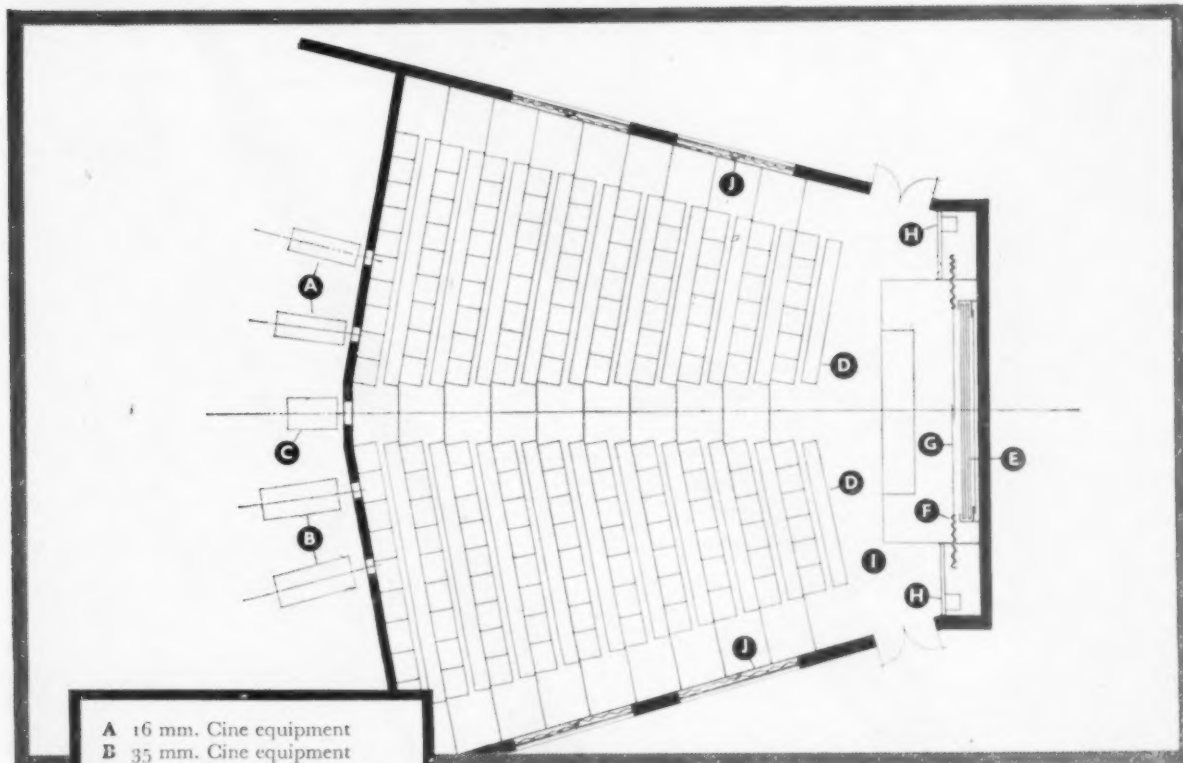 A
J
H
A
D
C
G
E
D
F
B
I
H
J
A 16 mm. Cine equipment
B 35 mm. Cine equipment